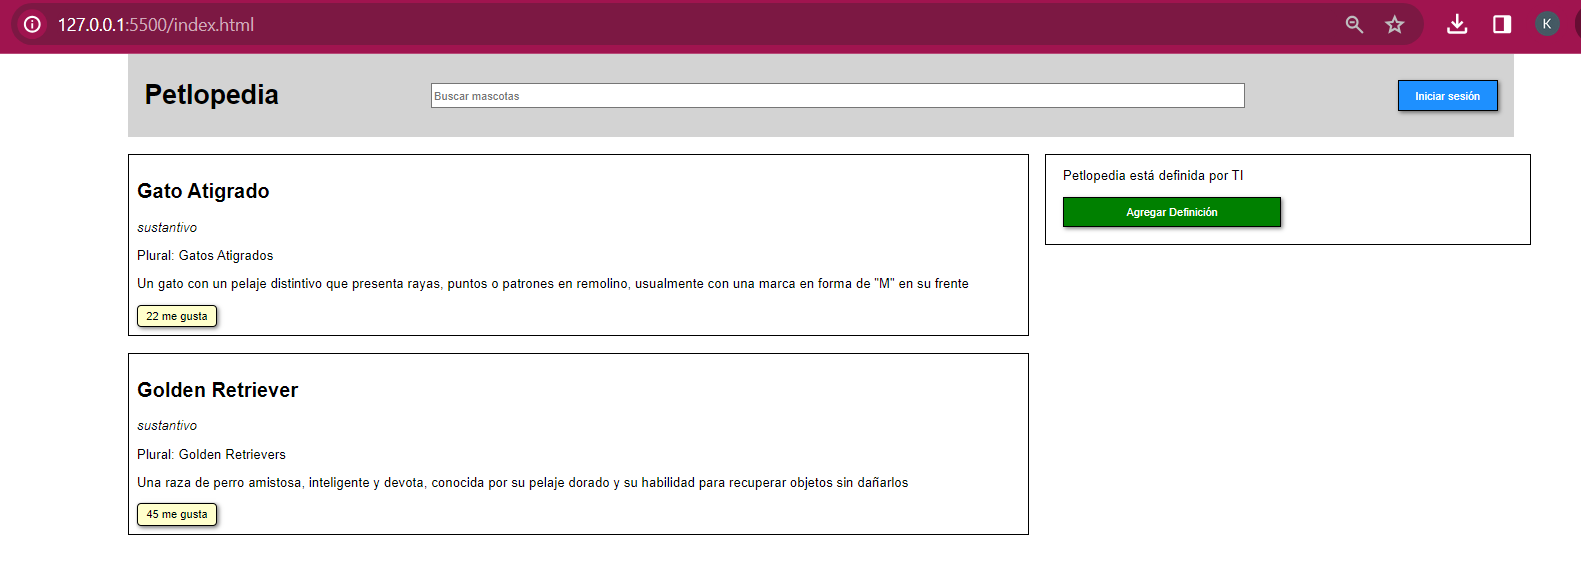 127.0.0.1:5500/index.html
K
Petlopedia
Buscar mascotas
Iniciar sesión
Gato Atigrado
sustantivo
Plural: Gatos Atigrados
Un gato con un pelaje distintivo que presenta rayas, puntos o patrones en remolino, usualmente con una marca en forma de "M" en su frente
22 me gusta
Golden Retriever
sustantivo
Plural: Golden Retrievers
Una raza de perro amistosa, inteligente y devota, conocida por su pelaje dorado y su habilidad para recuperar objetos sin dañarlos
45 me gusta
Petlopedia está definida por TI
Agregar Definición